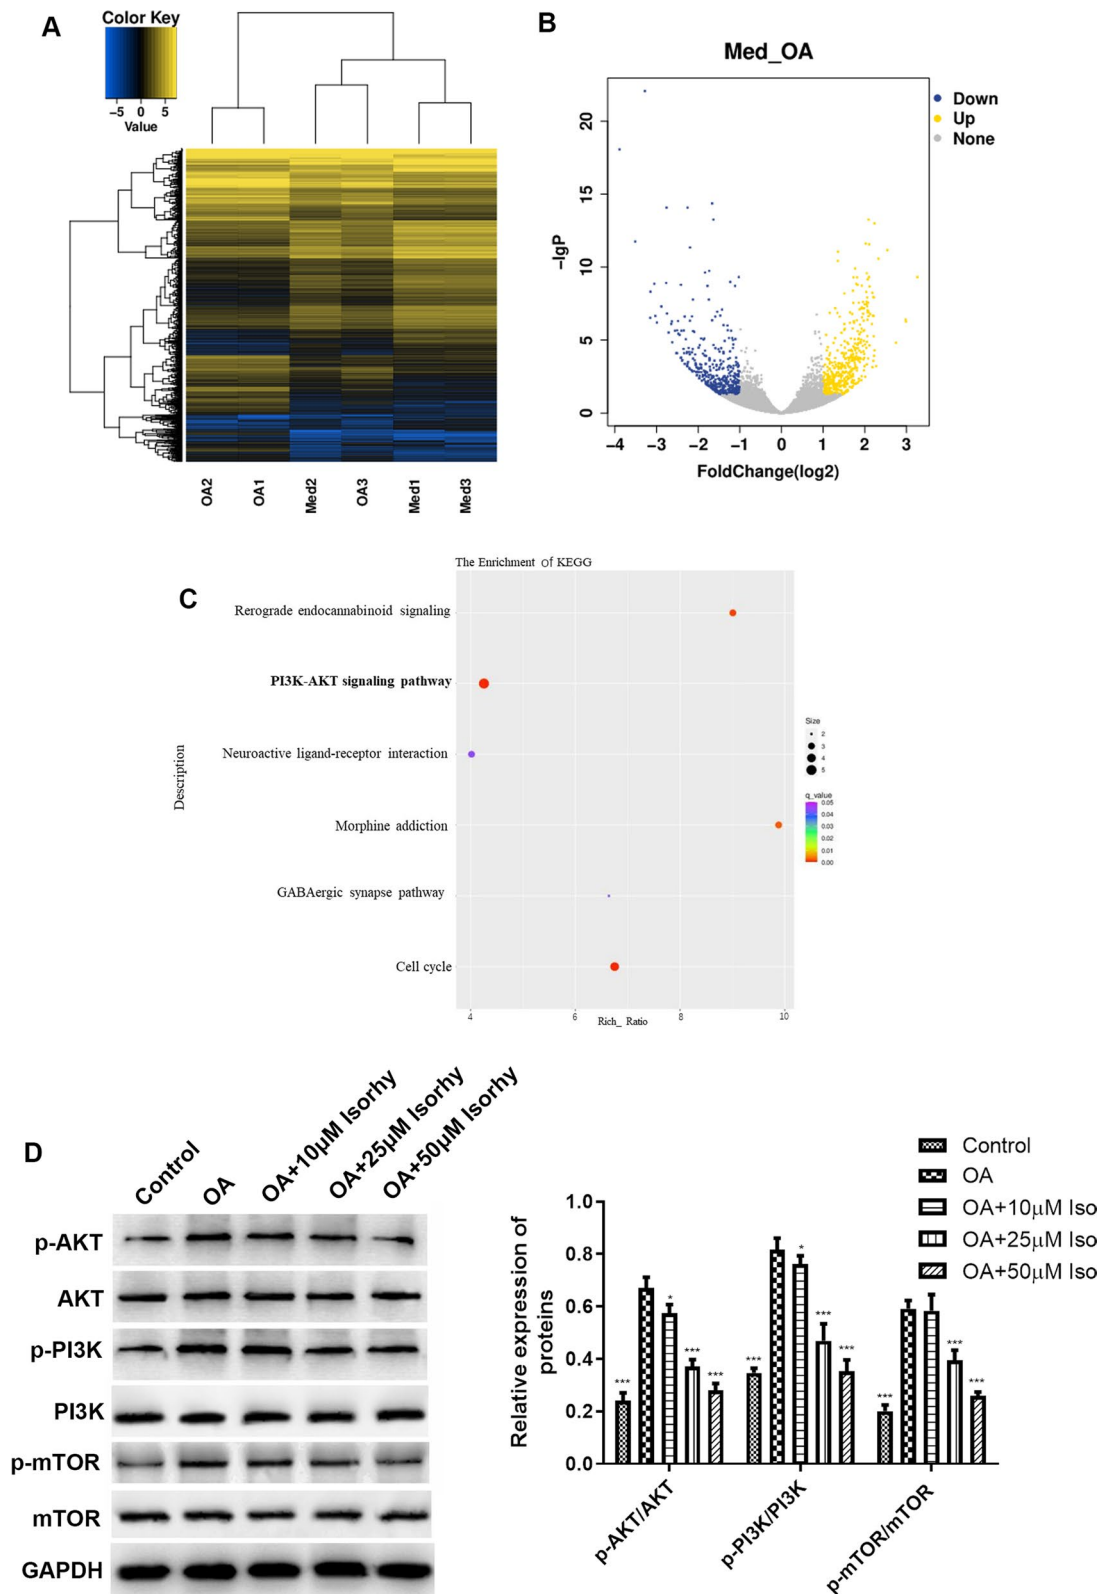 A
Color Key
−5 0 5
Value
OA2
OA1
Med2
OA3
Med1
Med3
B
Med_OA
Down
Up
None
20
15
10
5
0
−lgP
−4 −3 −2 −1 0 1 2 3
FoldChange(log2)
C
The Enrichment of KEGG
Rerograde endocannabinoid signaling
PI3K-AKT signaling pathway
Neuroactive ligand-receptor interaction
Morphine addiction
GABAergic synapse pathway
Cell cycle
Description
4 6 8 10
Rich_ Ratio
Size
2
3
4
5
q_value
0.05
0.04
0.03
0.02
0.01
0.00
D
Control
OA
OA+10μM Isorhy
OA+25μM Isorhy
OA+50μM Isorhy
p-AKT
AKT
p-PI3K
PI3K
p-mTOR
mTOR
GAPDH
Control
OA
OA+10μM Iso
OA+25μM Iso
OA+50μM Iso
Relative expression of
proteins
1.0
0.8
0.6
0.4
0.2
0.0
*** * *** ***
*** * *** ***
*** *** ***
p-AKT/AKT
p-PI3K/PI3K
p-mTOR/mTOR